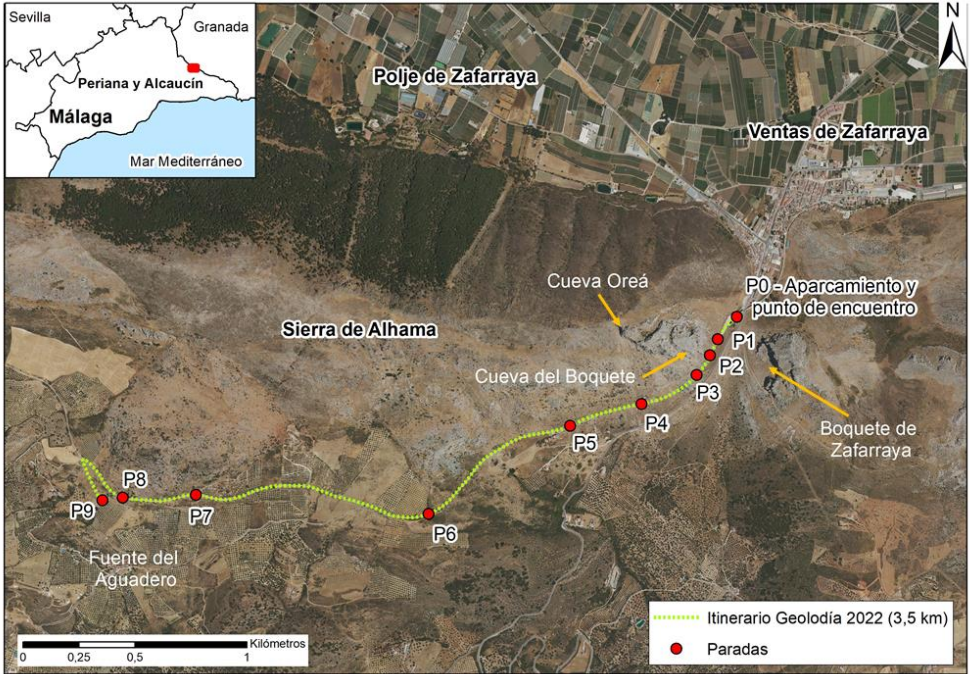 Sevilla
Granada
Periana y Alcaucín
Málaga
Mar Mediterráneo
N
Polje de Zafarraya
Ventas de Zafarraya
Cueva Oreá
P0 - Aparcamiento y
punto de encuentro
Sierra de Alhama
P1
P2
Cueva del Boquete
P3
P4
P5
Boquete de
Zafarraya
P8
P9
P7
P6
Fuente del
Aguadero
Itinerario Geolodía 2022 (3,5 km)
Paradas
Kilómetros
0
0,25
0,5
1